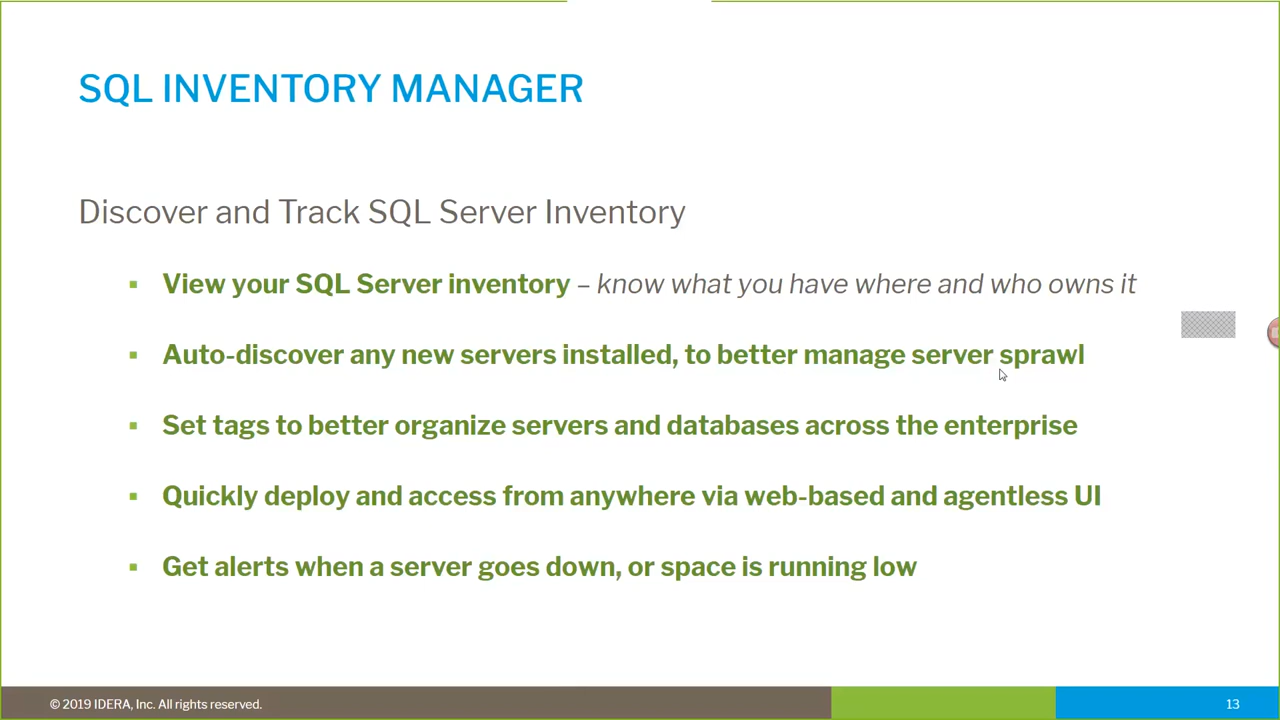 SQL INVENTORY MANAGER
Discover and Track SQL Server Inventory
▪ View your SQL Server inventory – know what you have where and who owns it
▪ Auto-discover any new servers installed, to better manage server sprawl
▪ Set tags to better organize servers and databases across the enterprise
▪ Quickly deploy and access from anywhere via web-based and agentless UI
▪ Get alerts when a server goes down, or space is running low
© 2019 IDERA, Inc. All rights reserved.
13